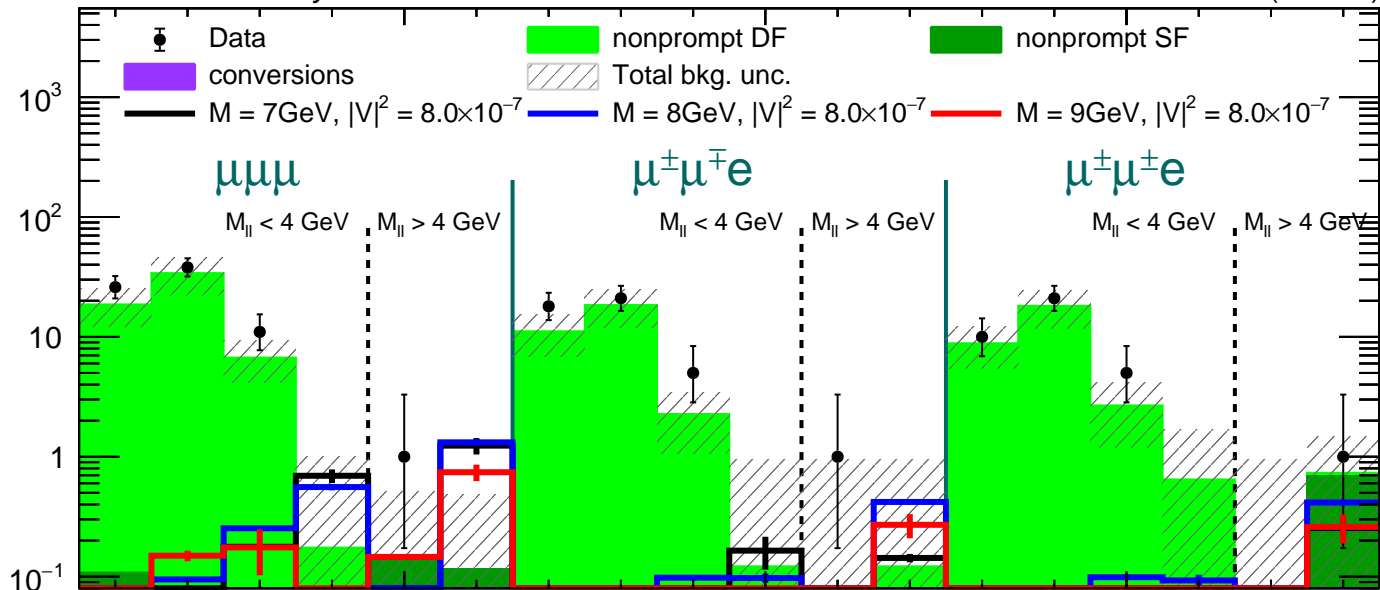 Data
nonprompt DF
nonprompt SF
conversions
Total bkg. unc.
M = 7GeV, |V|² = 8.0×10⁻⁷
M = 8GeV, |V|² = 8.0×10⁻⁷
M = 9GeV, |V|² = 8.0×10⁻⁷
10³
μμμ
μ±μ∓e
μ±μ±e
10²
M_ll < 4 GeV
M_ll > 4 GeV
M_ll < 4 GeV
M_ll > 4 GeV
M_ll < 4 GeV
M_ll > 4 GeV
10
1
10⁻¹